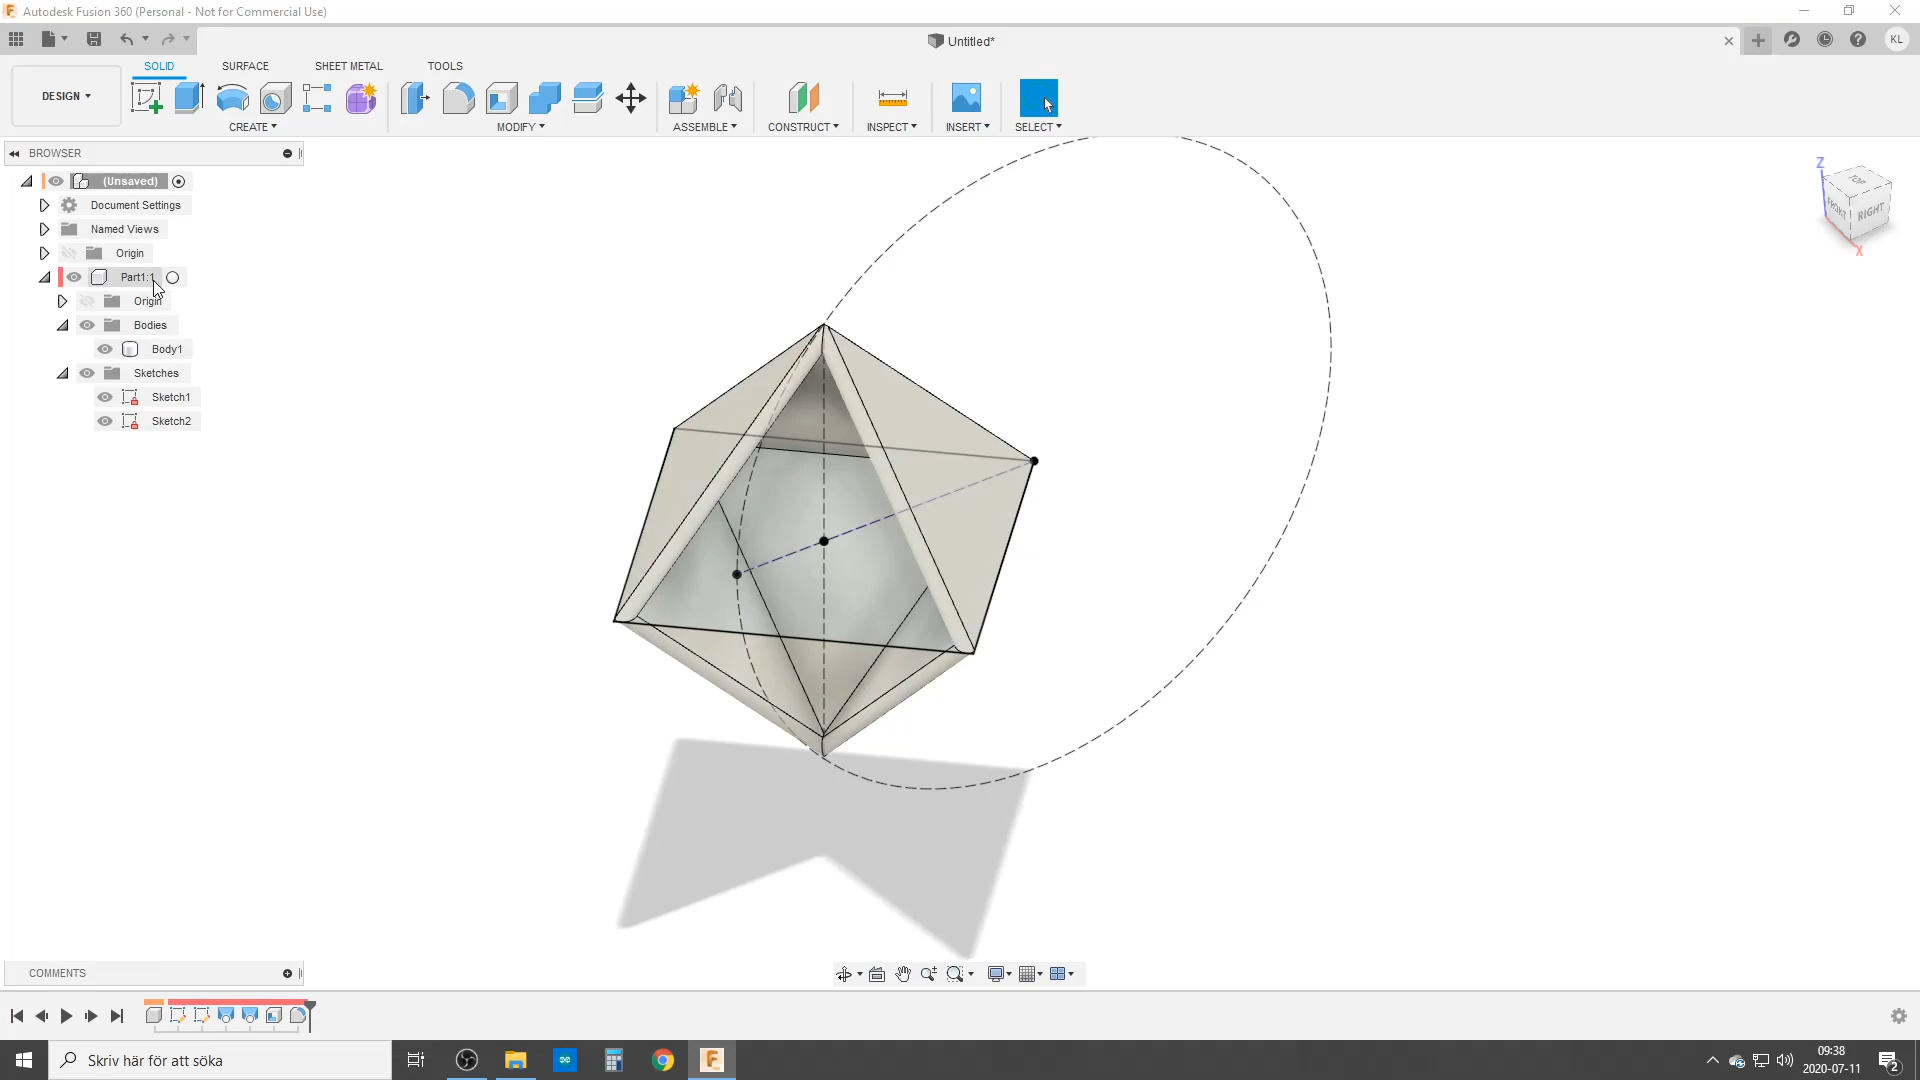 Autodesk Fusion 360 (Personal - Not for Commercial Use)
Untitled*
KL
DESIGN
SOLID
SURFACE
SHEET METAL
TOOLS
CREATE
MODIFY
ASSEMBLE
CONSTRUCT
INSPECT
INSERT
SELECT
BROWSER
(Unsaved)
Document Settings
Named Views
Origin
Part1:1
Origin
Bodies
Body1
Sketches
Sketch1
Sketch2
Z
TOP
FRONT
RIGHT
X
COMMENTS
Skriv här för att söka
09:38
2020-07-11
2